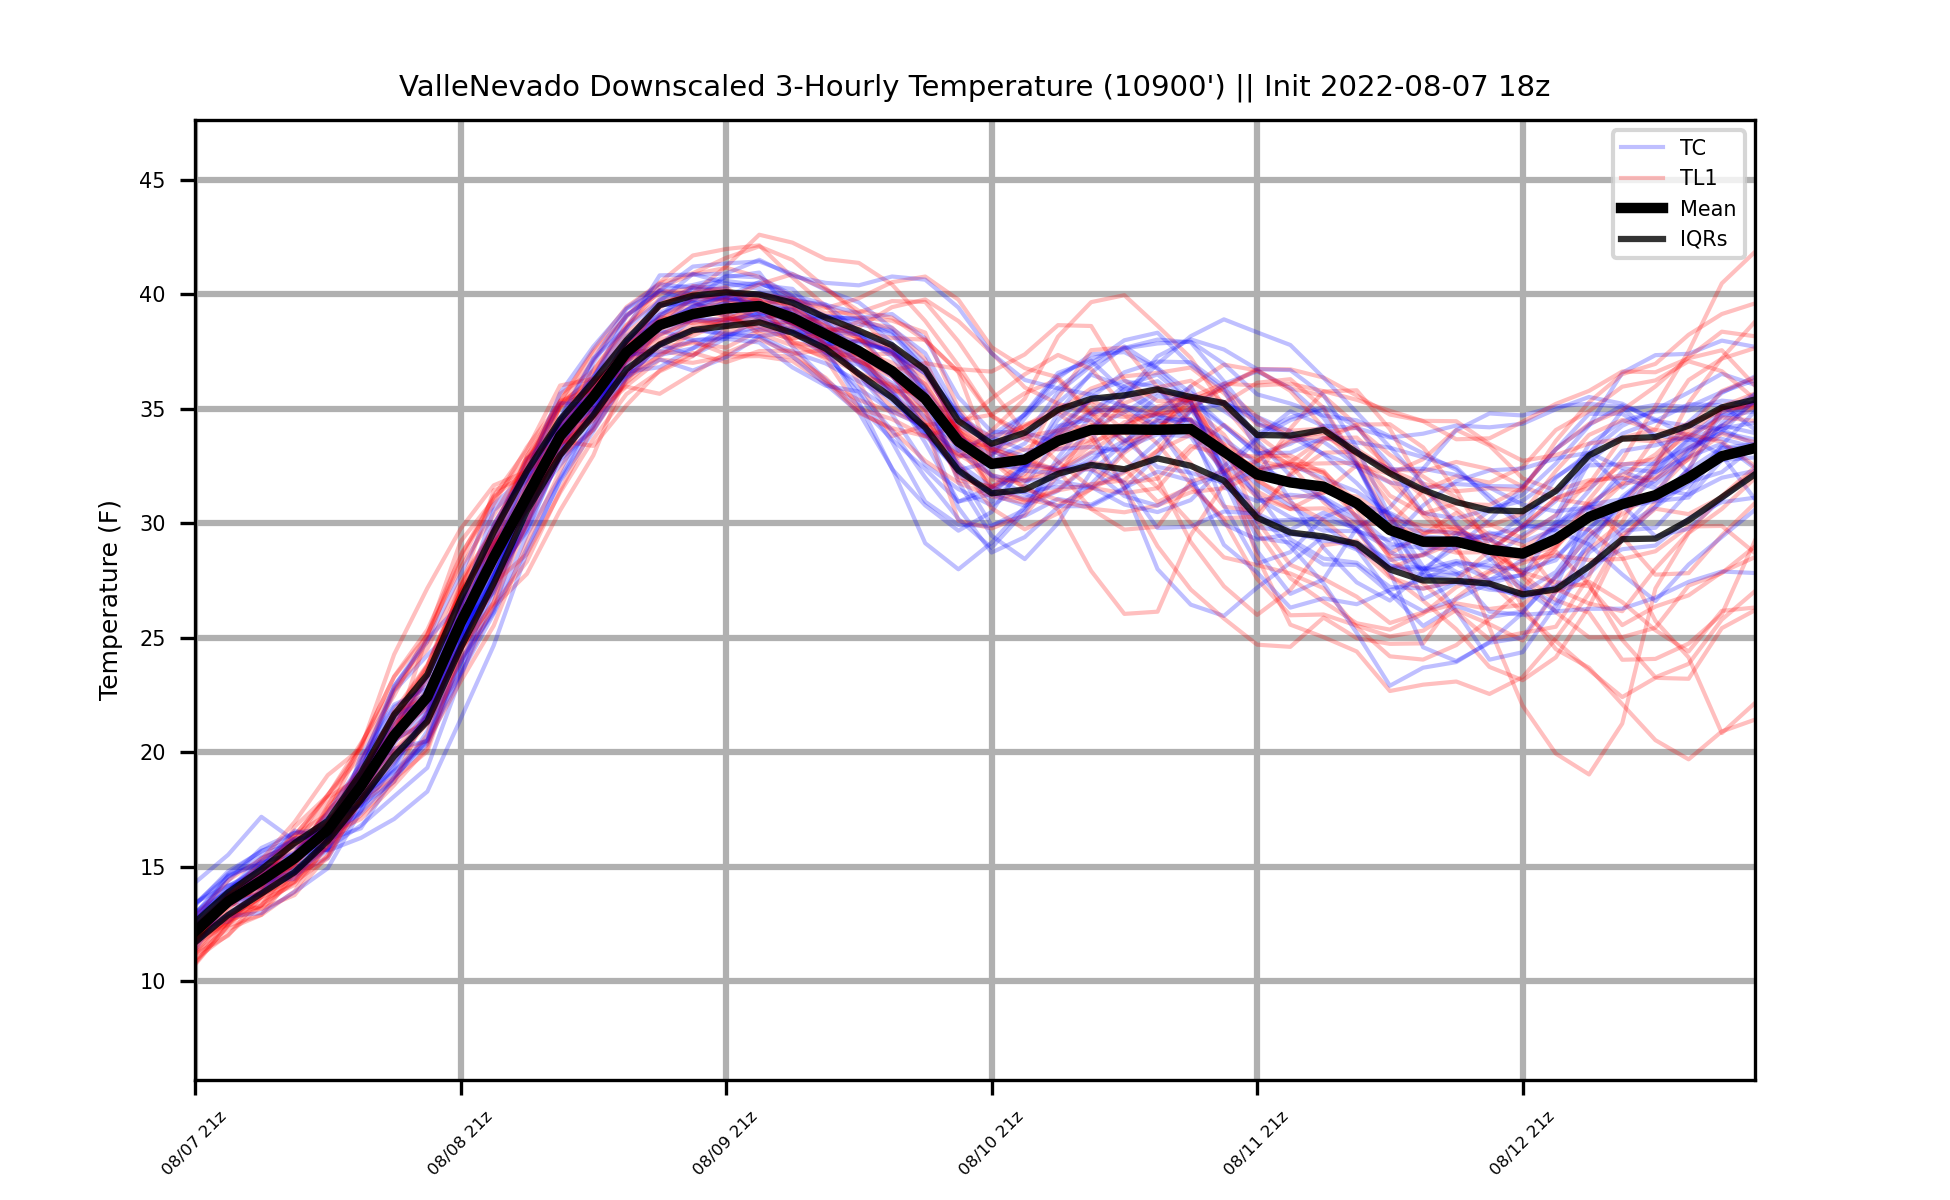 ValleNevado Downscaled 3-Hourly Temperature (10900') || Init 2022-08-07 18z
TC
TL1
Mean
IQRs
Temperature (F)
45
40
35
30
25
20
15
10
08/07 21z
08/08 21z
08/09 21z
08/10 21z
08/11 21z
08/12 21z